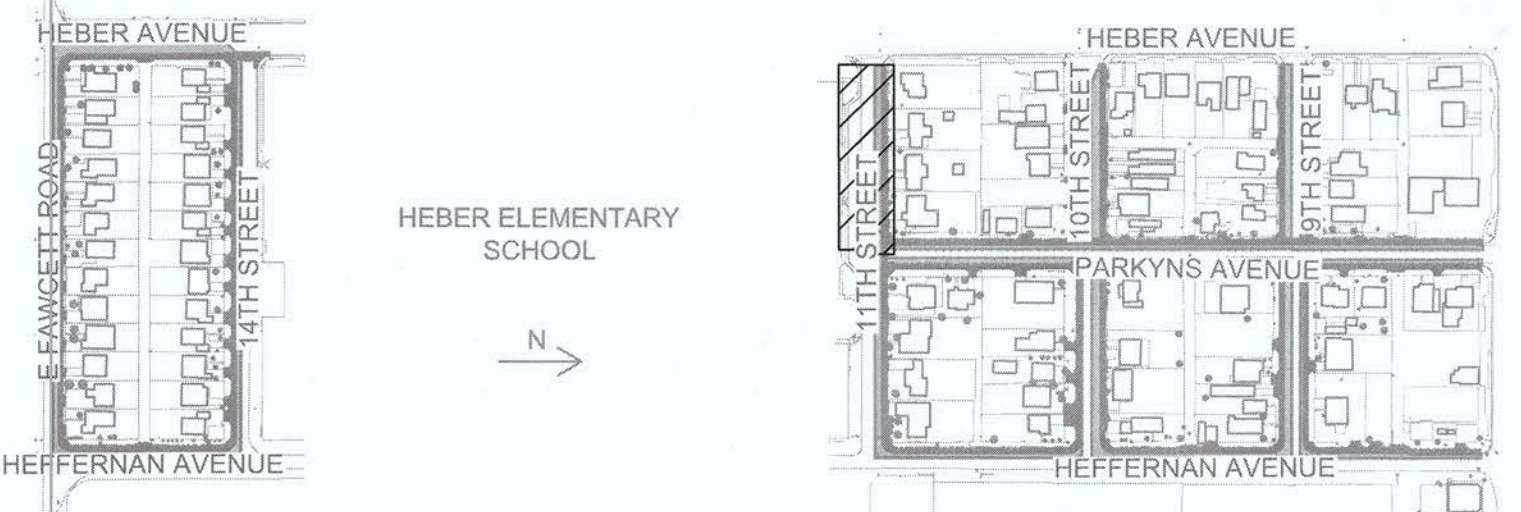 HEBER AVENUE
E FAWCETT ROAD
14TH STREET
HEFFERNAN AVENUE
HEBER ELEMENTARY
SCHOOL
N
HEBER AVENUE
11TH STREET
10TH STREET
9TH STREET
PARKYNS AVENUE
HEFFERNAN AVENUE